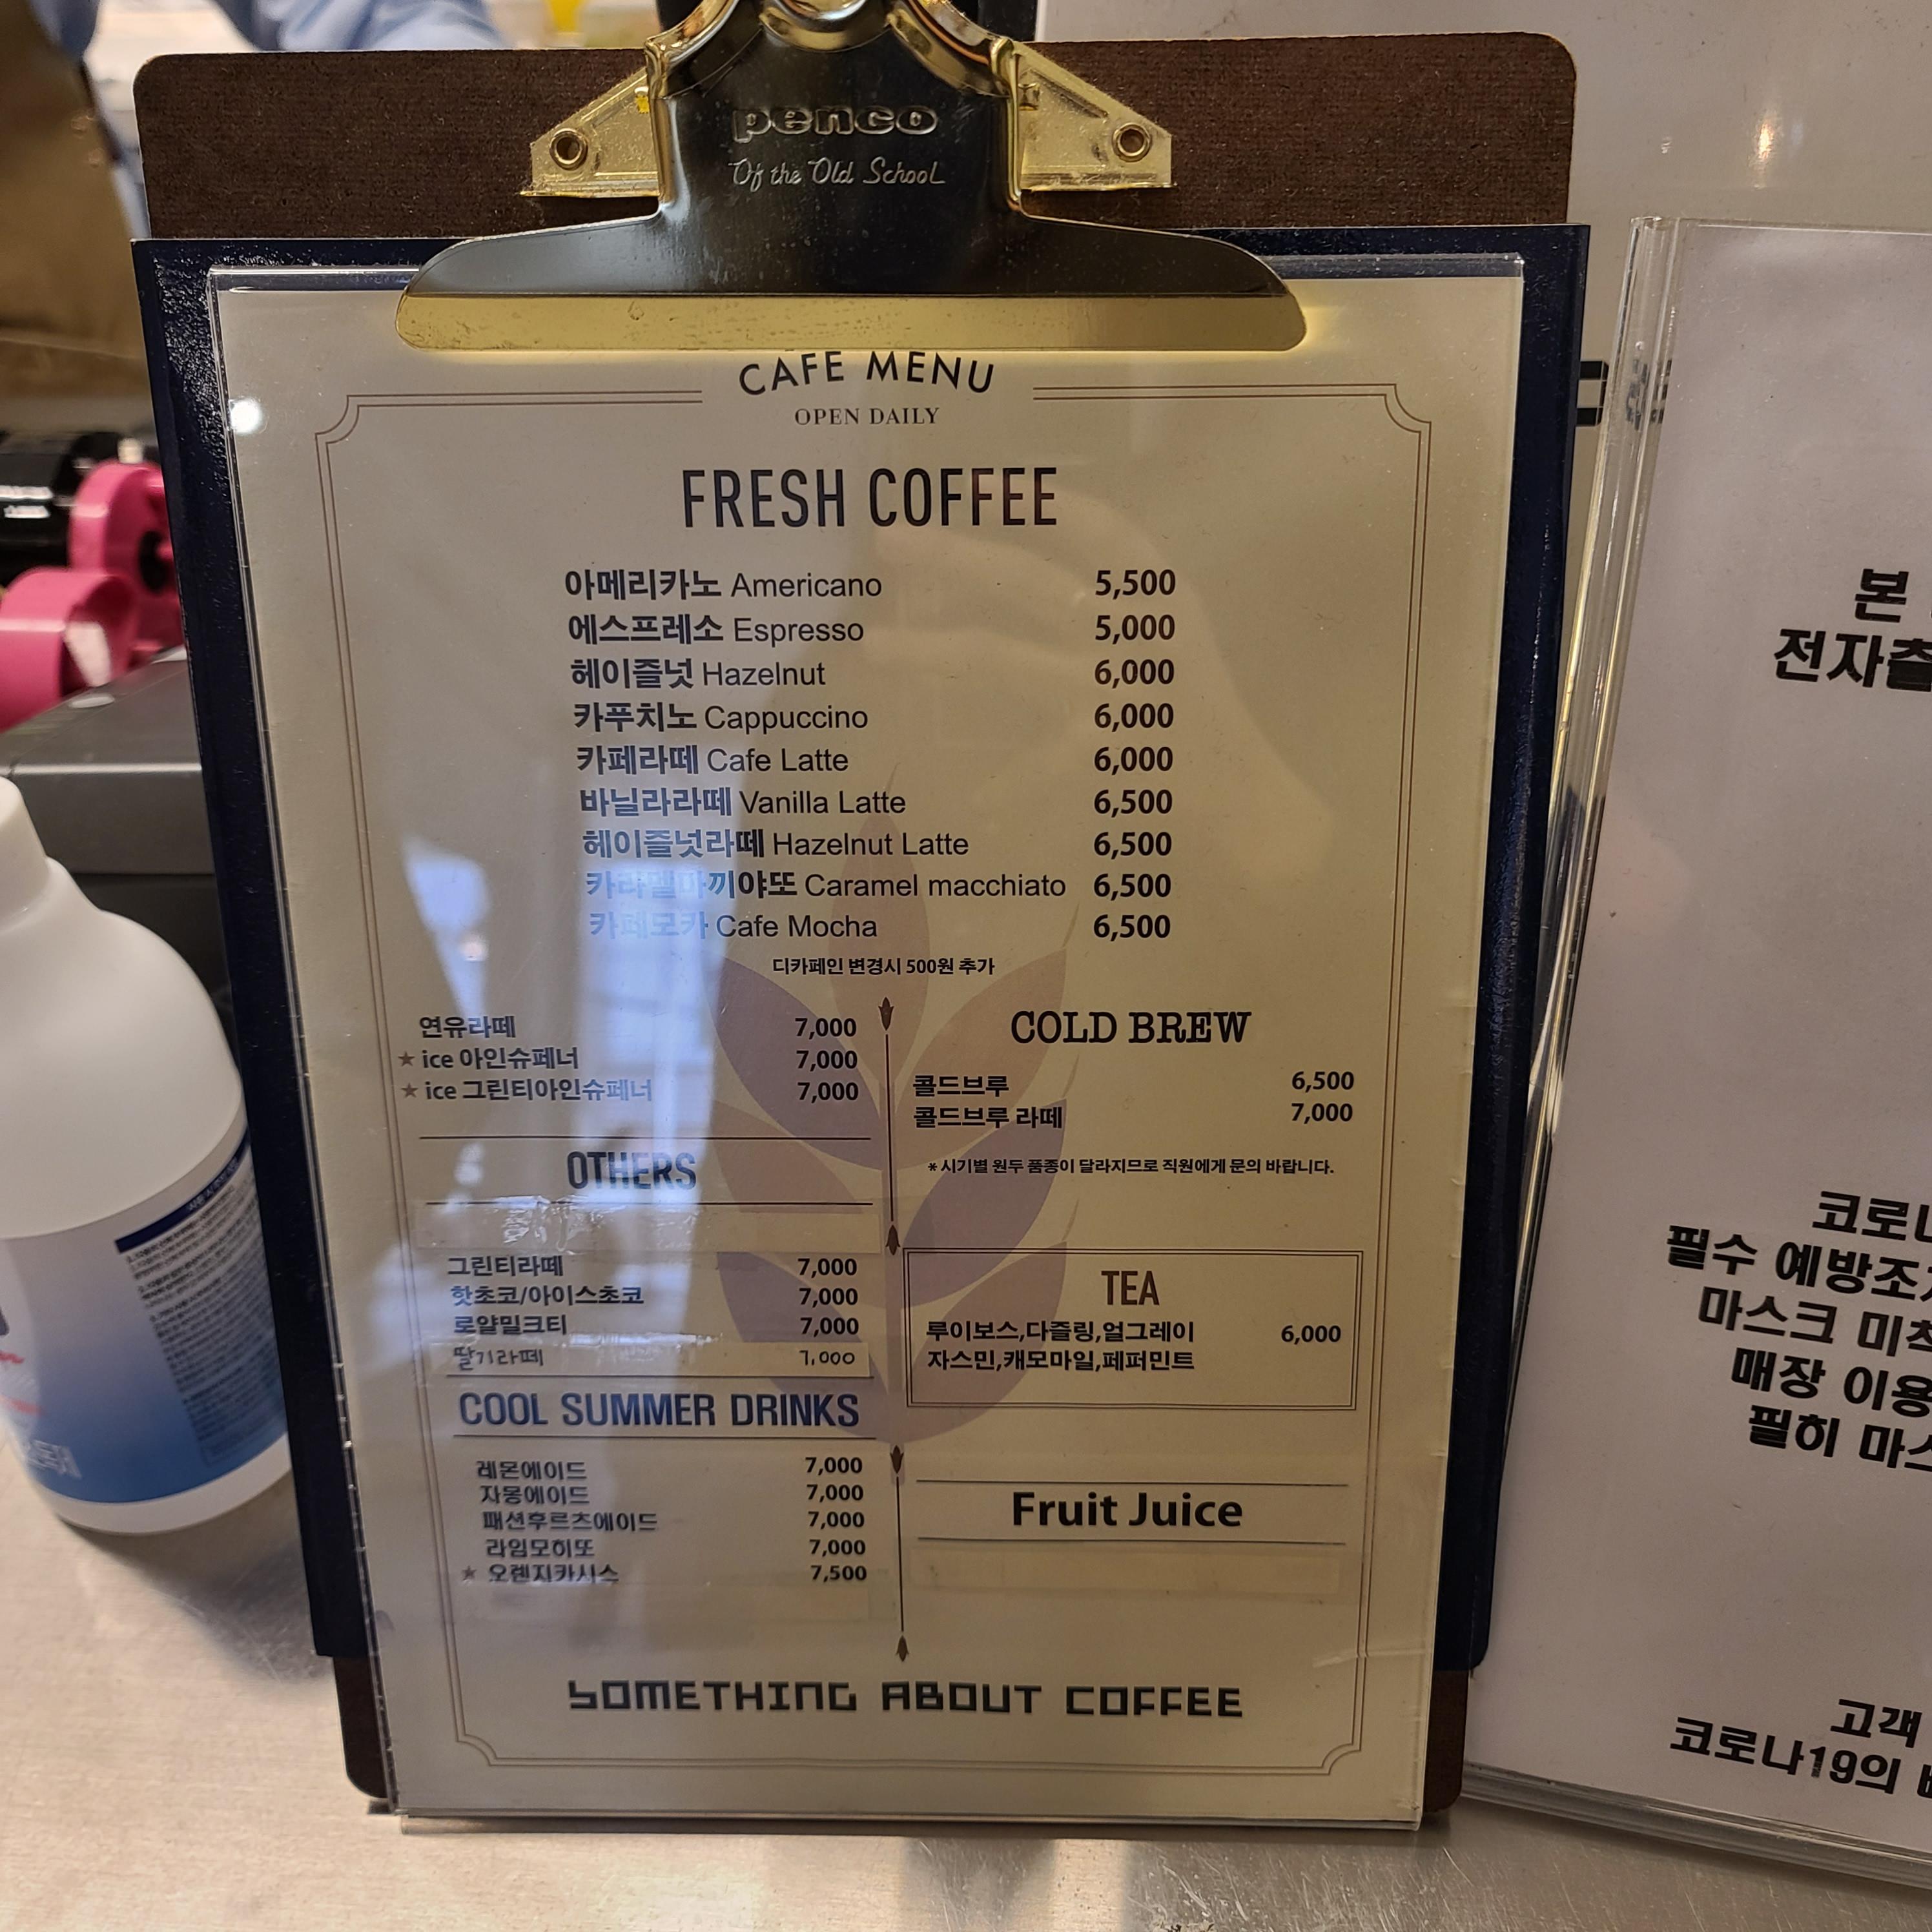 penco
Of the Old School
CAFE MENU
OPEN DAILY
FRESH COFFEE
아메리카노 Americano 5,500
에스프레소 Espresso 5,000
헤이즐넛 Hazelnut 6,000
카푸치노 Cappuccino 6,000
카페라떼 Cafe Latte 6,000
바닐라라떼 Vanilla Latte 6,500
헤이즐넛라떼 Hazelnut Latte 6,500
카라멜마끼야또 Caramel macchiato 6,500
카페모카 Cafe Mocha 6,500
디카페인 변경시 500원 추가
연유라떼 7,000
★ ice 아인슈페너 7,000
★ ice 그린티아인슈페너 7,000
OTHERS
그린티라떼 7,000
핫초코/아이스초코 7,000
로얄밀크티 7,000
딸기라떼 7,000
COOL SUMMER DRINKS
레몬에이드 7,000
자몽에이드 7,000
패션후르츠에이드 7,000
라임모히또 7,000
★ 오렌지카시스 7,500
COLD BREW
콜드브루 6,500
콜드브루 라떼 7,000
* 시기별 원두 품종이 달라지므로 직원에게 문의 바랍니다.
TEA
루이보스,다즐링,얼그레이 6,000
자스민,캐모마일,페퍼민트
Fruit Juice
SOMETHING ABOUT COFFEE
본
전자출
코로나
필수 예방조치
마스크 미착
매장 이용
필히 마스
고객
코로나19의